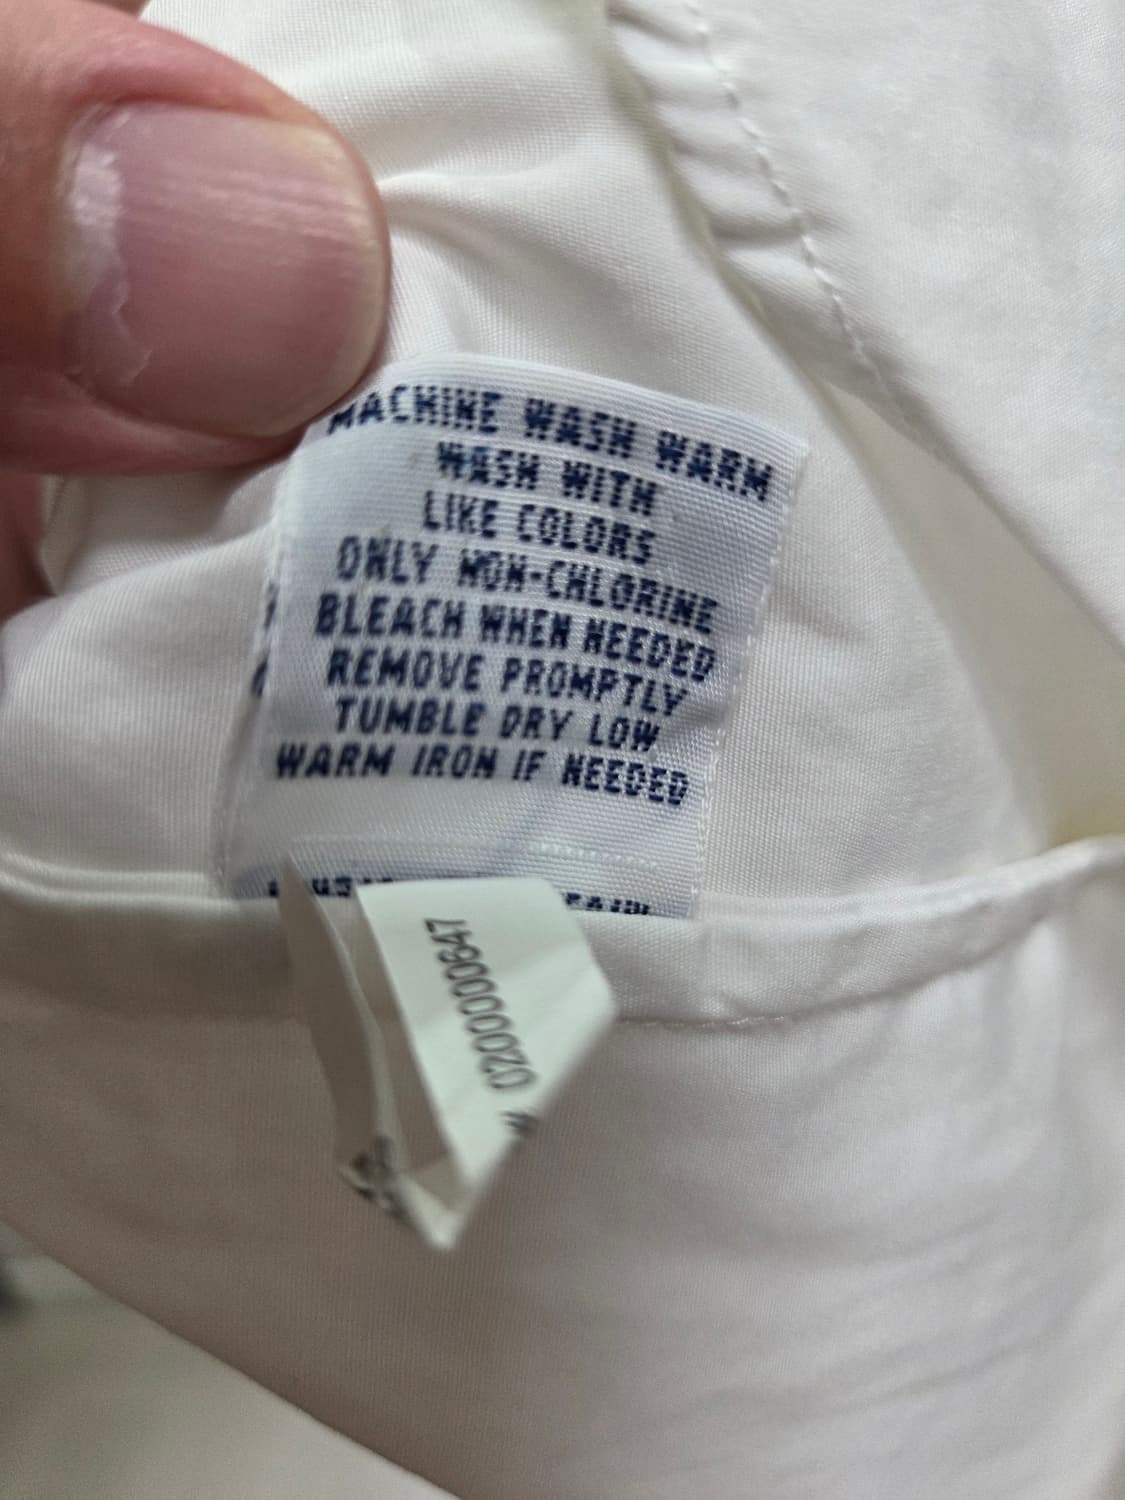 MACHINE WASH WARM
WASH WITH
LIKE COLORS
ONLY NON-CHLORINE
BLEACH WHEN NEEDED
REMOVE PROMPTLY
TUMBLE DRY LOW
WARM IRON IF NEEDED
# 0200000647